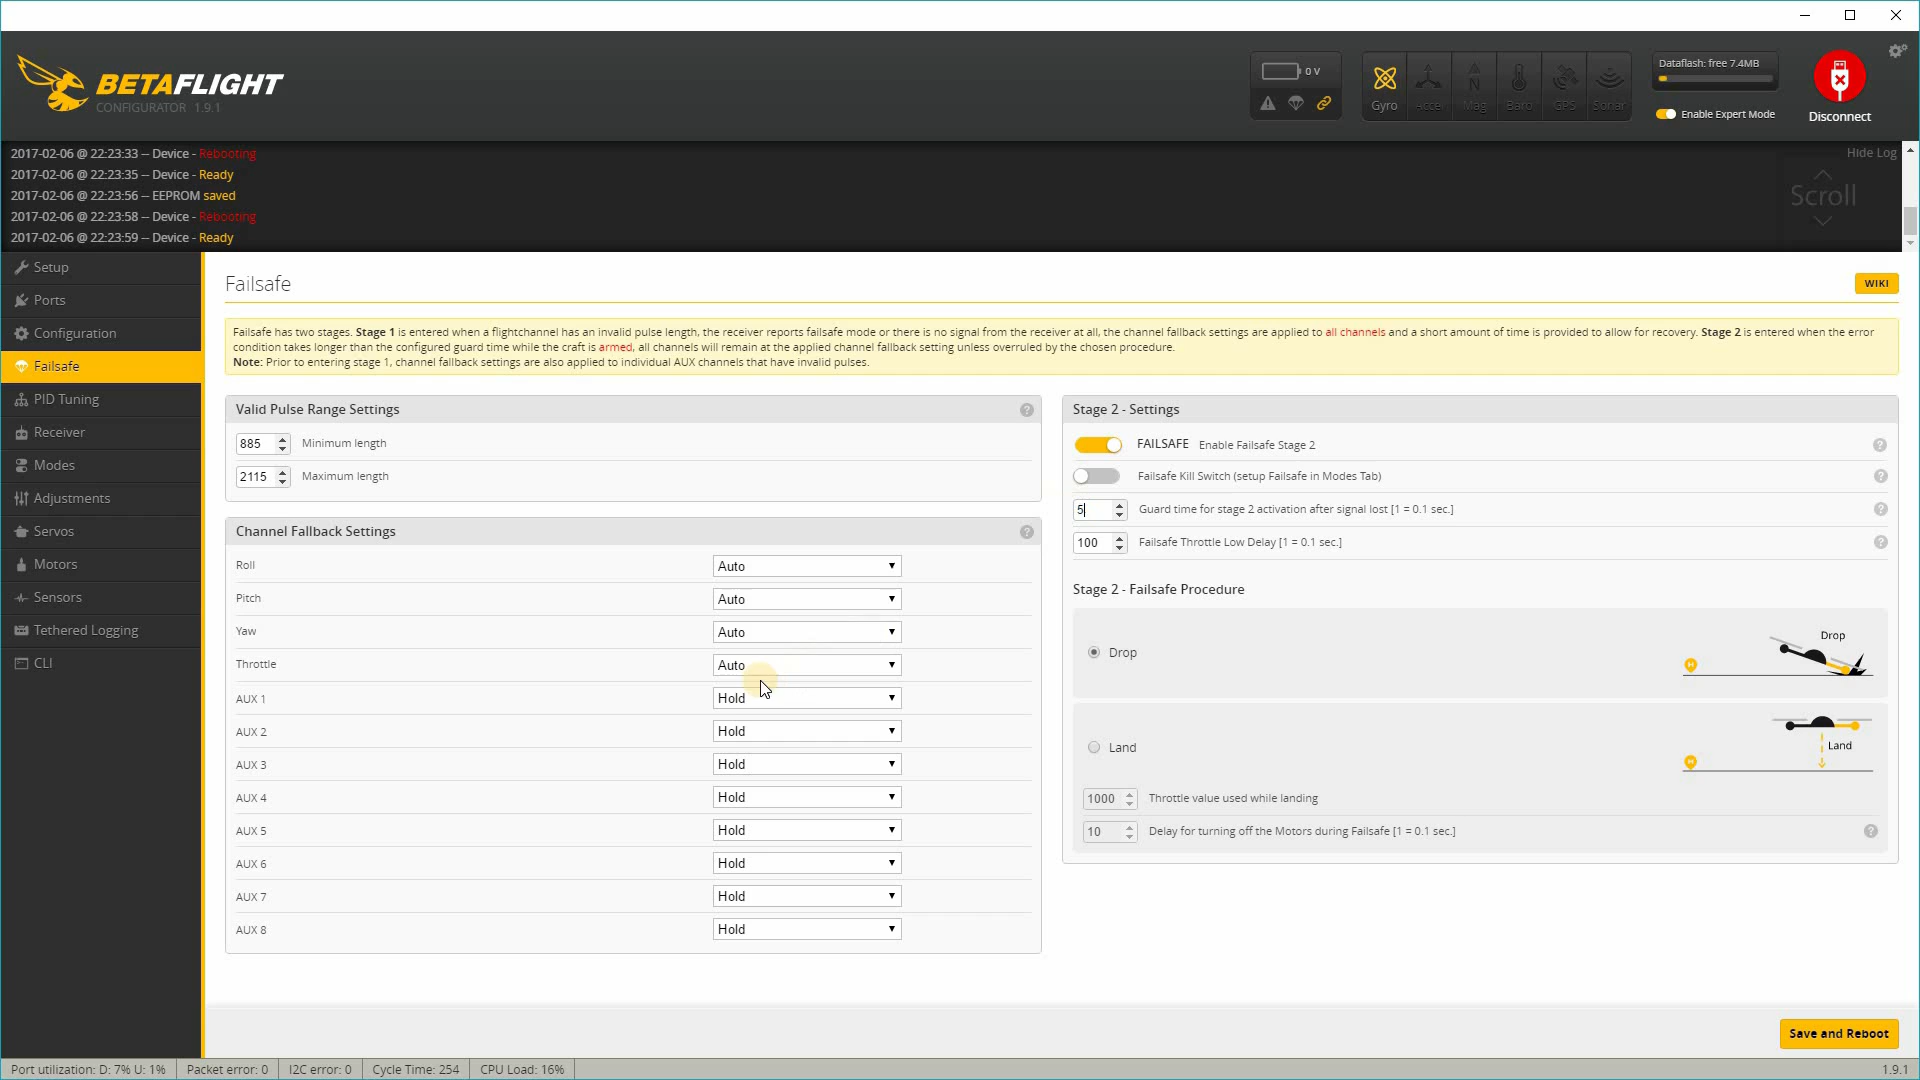 BETAFLIGHT
CONFIGURATOR 1.9.1
0 V
Gyro
Accel
Mag
Baro
GPS
Sonar
Dataflash: free 7.4MB
Enable Expert Mode
Disconnect
2017-02-06 @ 22:23:33 -- Device - Rebooting
2017-02-06 @ 22:23:35 -- Device - Ready
2017-02-06 @ 22:23:56 -- EEPROM saved
2017-02-06 @ 22:23:58 -- Device - Rebooting
2017-02-06 @ 22:23:59 -- Device - Ready
Hide Log
Scroll
Setup
Ports
Configuration
Failsafe
PID Tuning
Receiver
Modes
Adjustments
Servos
Motors
Sensors
Tethered Logging
CLI
Failsafe
WIKI
Failsafe has two stages. Stage 1 is entered when a flightchannel has an invalid pulse length, the receiver reports failsafe mode or there is no signal from the receiver at all, the channel fallback settings are applied to all channels and a short amount of time is provided to allow for recovery. Stage 2 is entered when the error
condition takes longer than the configured guard time while the craft is armed, all channels will remain at the applied channel fallback setting unless overruled by the chosen procedure.
Note: Prior to entering stage 1, channel fallback settings are also applied to individual AUX channels that have invalid pulses.
Valid Pulse Range Settings
?
885 Minimum length
2115 Maximum length
Channel Fallback Settings
?
Roll Auto
Pitch Auto
Yaw Auto
Throttle Auto
AUX 1 Hold
AUX 2 Hold
AUX 3 Hold
AUX 4 Hold
AUX 5 Hold
AUX 6 Hold
AUX 7 Hold
AUX 8 Hold
Stage 2 - Settings
FAILSAFE Enable Failsafe Stage 2 ?
Failsafe Kill Switch (setup Failsafe in Modes Tab) ?
5 Guard time for stage 2 activation after signal lost [1 = 0.1 sec.] ?
100 Failsafe Throttle Low Delay [1 = 0.1 sec.] ?
Stage 2 - Failsafe Procedure
Drop
Drop
H
Land
Land
H
1000 Throttle value used while landing
10 Delay for turning off the Motors during Failsafe [1 = 0.1 sec.] ?
Save and Reboot
Port utilization: D: 7% U: 1%
Packet error: 0
I2C error: 0
Cycle Time: 254
CPU Load: 16%
1.9.1